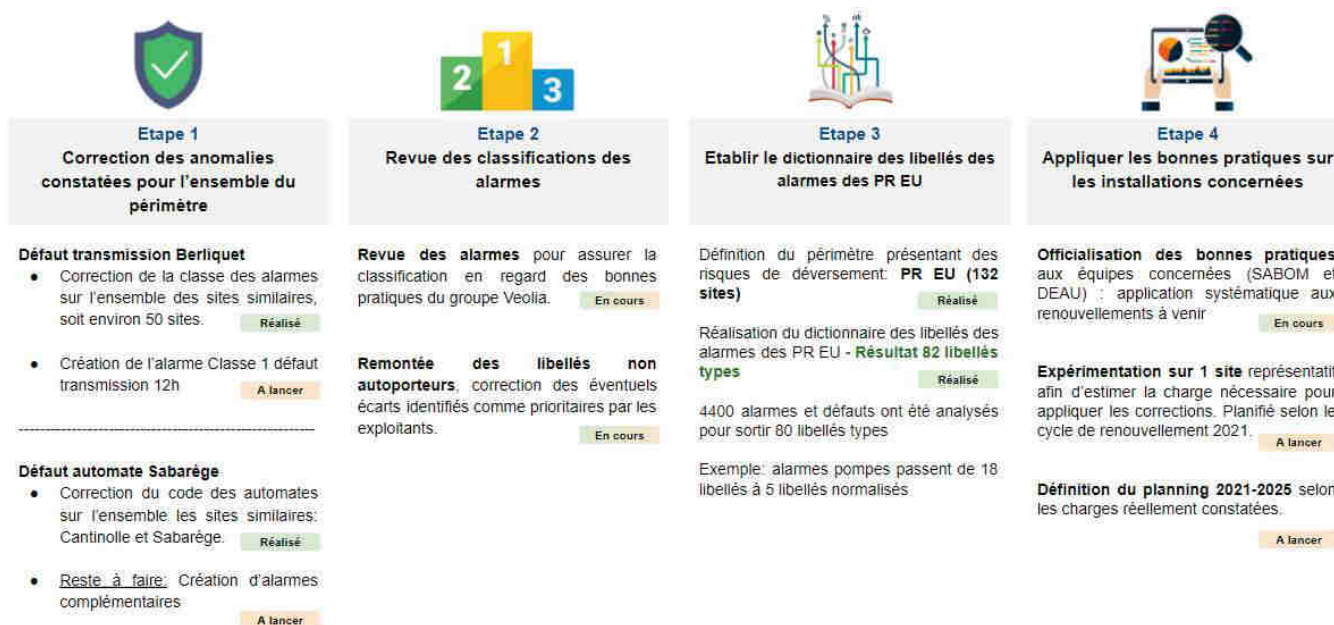 2
1
3
Etape 1
Correction des anomalies
constatées pour l'ensemble du
périmètre
Défaut transmission Berliquet
● Correction de la classe des alarmes
sur l'ensemble des sites similaires,
soit environ 50 sites.
Réalisé
● Création de l'alarme Classe 1 défaut
transmission 12h
A lancer
Défaut automate Sabarège
● Correction du code des automates
sur l'ensemble les sites similaires:
Cantinolle et Sabarège.
Réalisé
● Reste à faire: Création d'alarmes
complémentaires
A lancer
Etape 2
Revue des classifications des
alarmes
Revue des alarmes pour assurer la
classification en regard des bonnes
pratiques du groupe Veolia.
En cours
Remontée des libellés non
autoporteurs, correction des éventuels
écarts identifiés comme prioritaires par les
exploitants.
En cours
Etape 3
Etablir le dictionnaire des libellés des
alarmes des PR EU
Définition du périmètre présentant des
risques de déversement: PR EU (132
sites)
Réalisé
Réalisation du dictionnaire des libellés des
alarmes des PR EU - Résultat 82 libellés
types
Réalisé
4400 alarmes et défauts ont été analysés
pour sortir 80 libellés types
Exemple: alarmes pompes passent de 18
libellés à 5 libellés normalisés
Etape 4
Appliquer les bonnes pratiques sur
les installations concernées
Officialisation des bonnes pratiques
aux équipes concernées (SABOM et
DEAU) : application systématique aux
renouvellements à venir
En cours
Expérimentation sur 1 site représentatif
afin d'estimer la charge nécessaire pour
appliquer les corrections. Planifié selon le
cycle de renouvellement 2021.
A lancer
Définition du planning 2021-2025 selon
les charges réellement constatées.
A lancer